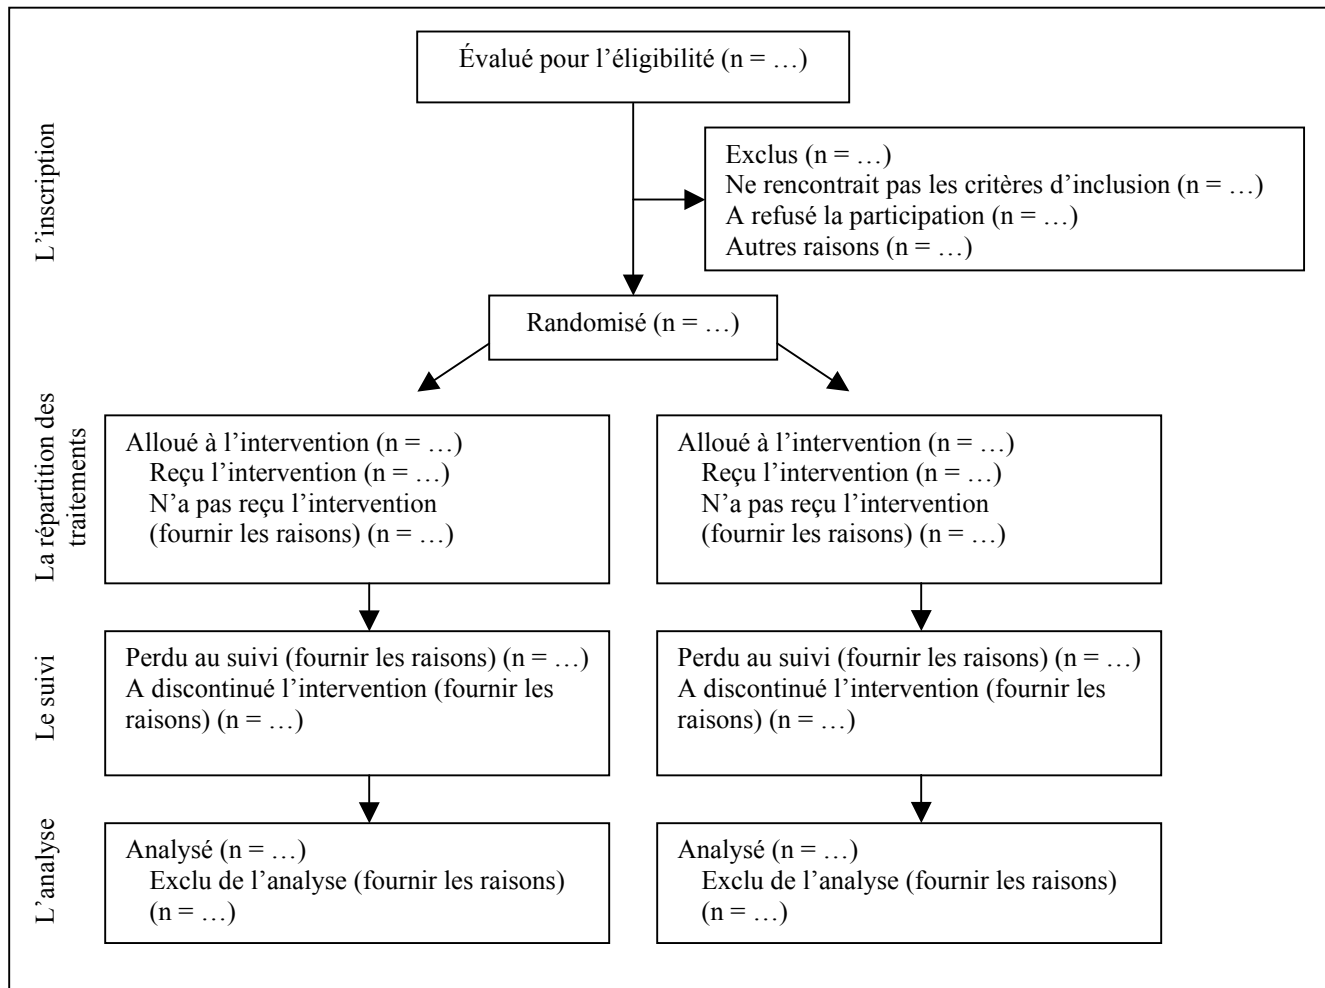 Évalué pour l’éligibilité (n = …)
L’inscription
Exclus (n = …)
Ne rencontrait pas les critères d’inclusion (n = …)
A refusé la participation (n = …)
Autres raisons (n = …)
Randomisé (n = …)
La répartition des
traitements
Alloué à l’intervention (n = …)
Reçu l’intervention (n = …)
N’a pas reçu l’intervention
(fournir les raisons) (n = …)
Alloué à l’intervention (n = …)
Reçu l’intervention (n = …)
N’a pas reçu l’intervention
(fournir les raisons) (n = …)
Le suivi
Perdu au suivi (fournir les raisons) (n = …)
A discontinué l’intervention (fournir les
raisons) (n = …)
Perdu au suivi (fournir les raisons) (n = …)
A discontinué l’intervention (fournir les
raisons) (n = …)
L’analyse
Analysé (n = …)
Exclu de l’analyse (fournir les raisons)
(n = …)
Analysé (n = …)
Exclu de l’analyse (fournir les raisons)
(n = …)